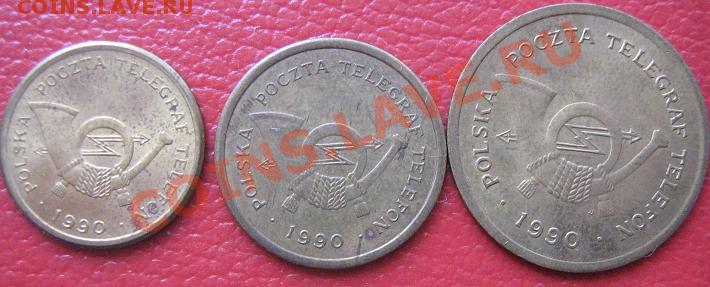 COINS.LAVE.RU
POLSKA POCZTA TELEGRAF TELEFON
· 1990 ·
POLSKA POCZTA TELEGRAF TELEFON
· 1990 ·
POLSKA POCZTA TELEGRAF TELEFON
· 1990 ·
COINS.LAVE.RU